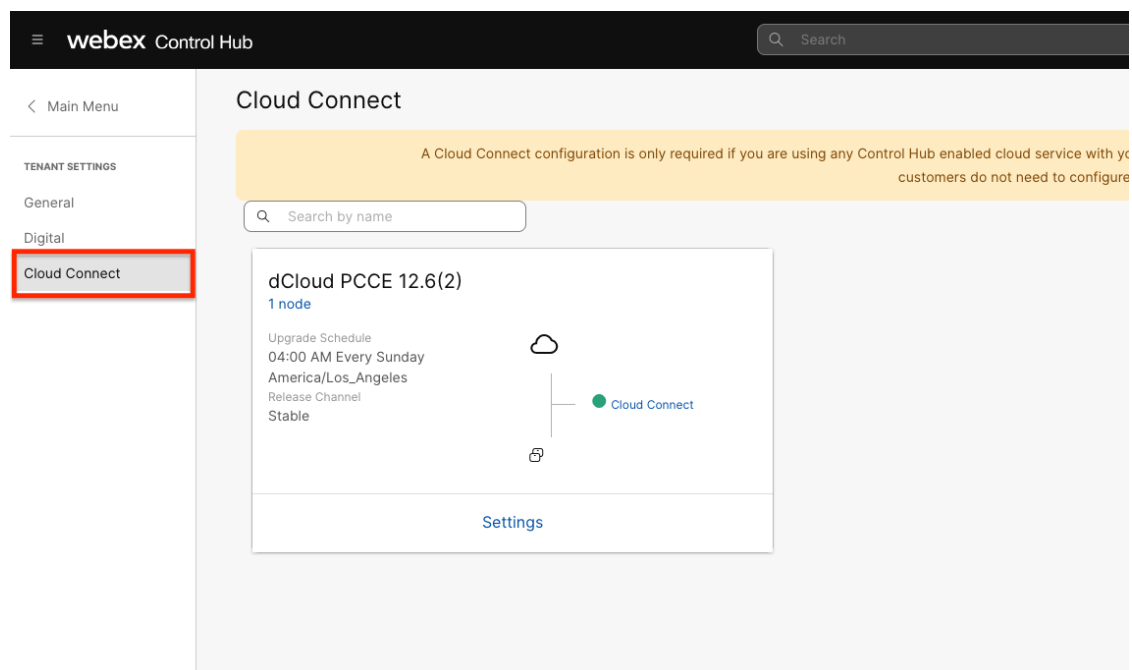 webex Control Hub
Search
Main Menu
Cloud Connect
A Cloud Connect configuration is only required if you are using any Control Hub enabled cloud service with
customers do not need to configure
TENANT SETTINGS
General
Digital
Cloud Connect
Search by name
dCloud PCCE 12.6(2)
1 node
Upgrade Schedule
04:00 AM Every Sunday
America/Los_Angeles
Release Channel
Stable
Cloud Connect
Settings